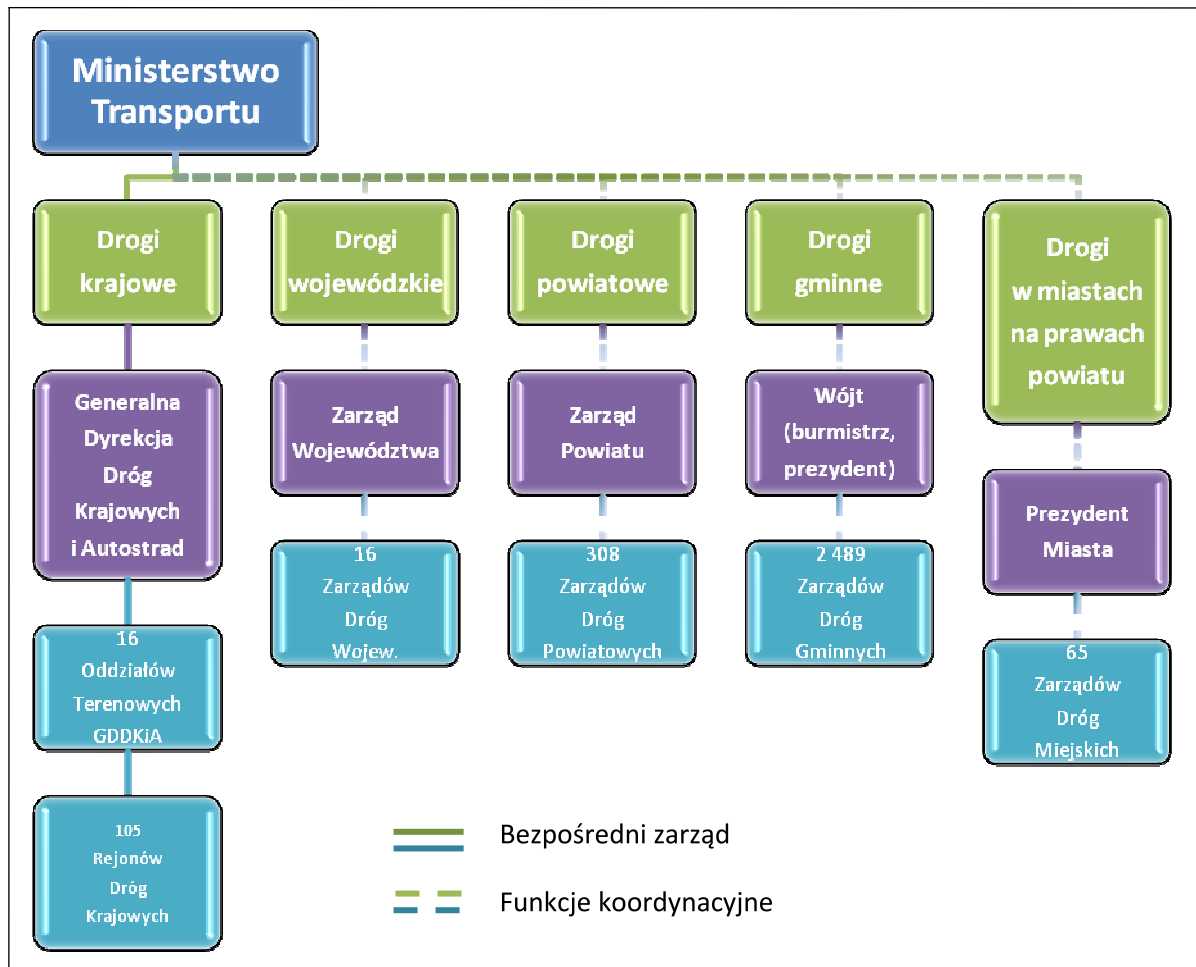 Ministerstwo
Transportu
Drogi
krajowe
Generalna
Dyrekcja
Dróg
Krajowych
i Autostrad
16
Oddziałów
Terenowych
GDDKiA
105
Rejonów
Dróg
Krajowych
Drogi
wojewódzkie
Zarząd
Województwa
16
Zarządów
Dróg
Wojew.
Drogi
powiatowe
Zarząd
Powiatu
308
Zarządów
Dróg
Powiatowych
Drogi
gminne
Wójt
(burmistrz,
prezydent)
2 489
Zarządów
Dróg
Gminnych
Drogi
w miastach
na prawach
powiatu
Prezydent
Miasta
65
Zarządów
Dróg
Miejskich
Bezpośredni zarząd
Funkcje koordynacyjne